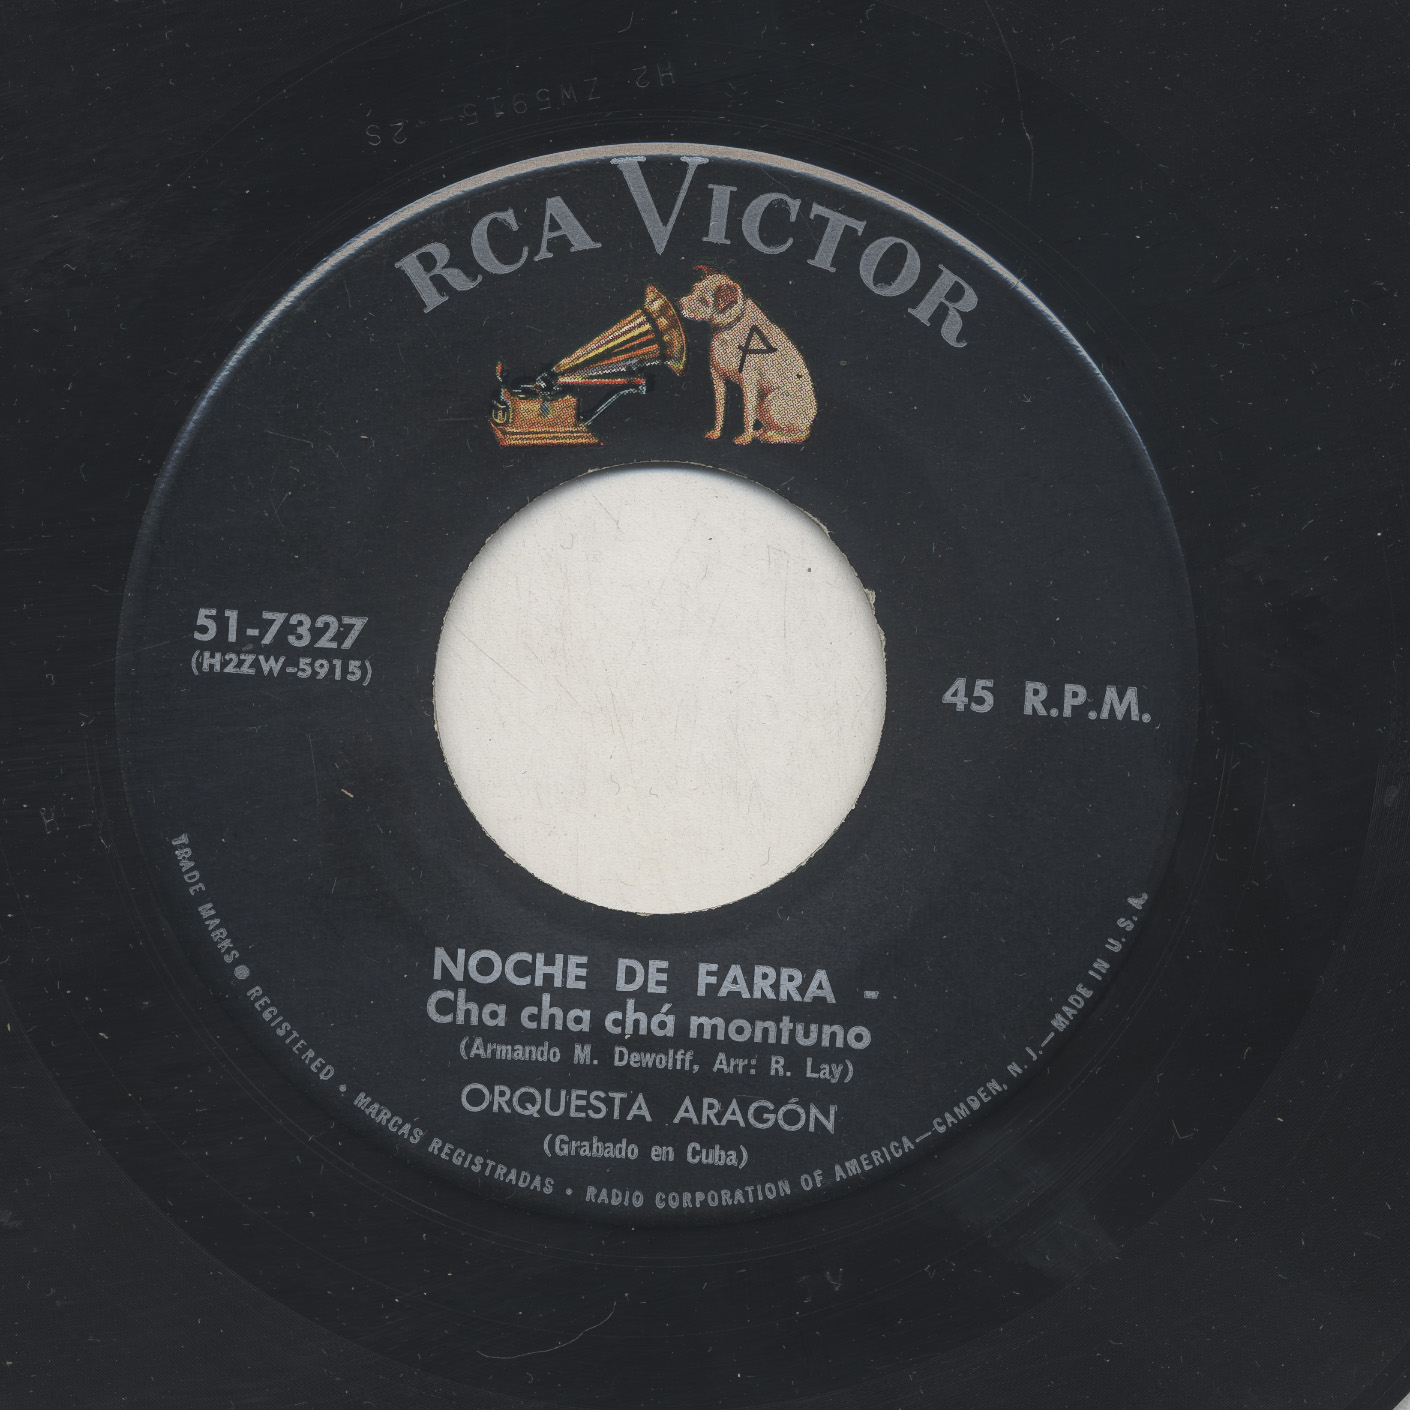 H2 ZW5915-2S
RCA VICTOR
A
51-7327
(H2ZW-5915)
45 R.P.M.
NOCHE DE FARRA -
Cha cha chá montuno
(Armando M. Dewolff, Arr: R. Lay)
ORQUESTA ARAGÓN
(Grabado en Cuba)
TRADE MARKS ● REGISTERED • MARCAS REGISTRADAS • RADIO CORPORATION OF AMERICA—CAMDEN, N. J.—MADE IN U. S. A.